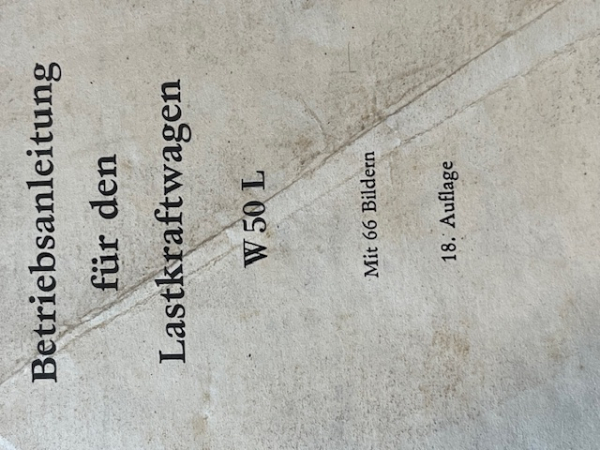 Betriebsanleitung
für den
Lastkraftwagen
W 50 L
Mit 66 Bildern
18. Auflage